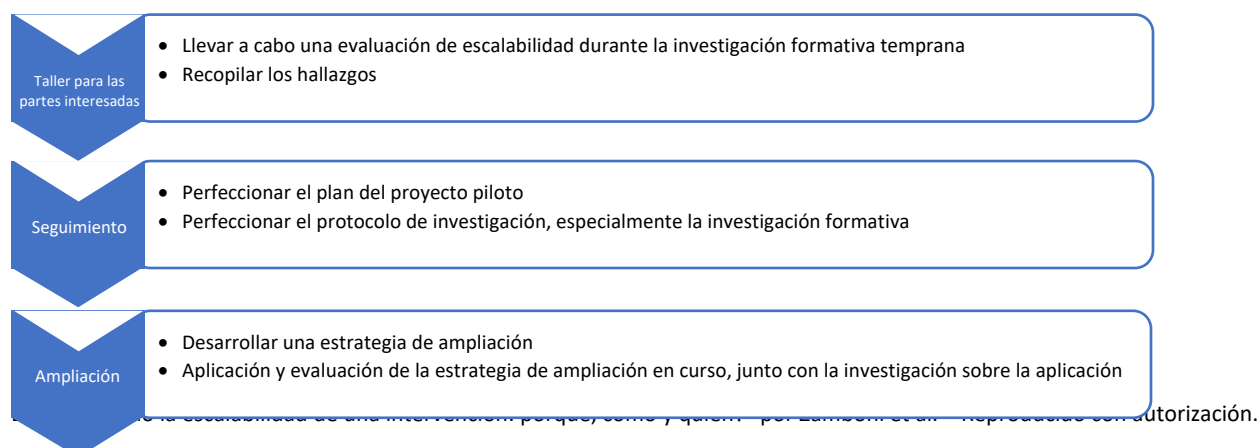 Taller para las
partes interesadas
• Llevar a cabo una evaluación de escalabilidad durante la investigación formativa temprana
• Recopilar los hallazgos
Seguimiento
• Perfeccionar el plan del proyecto piloto
• Perfeccionar el protocolo de investigación, especialmente la investigación formativa
Ampliación
• Desarrollar una estrategia de ampliación
• Aplicación y evaluación de la estrategia de ampliación en curso, junto con la investigación sobre la aplicación
la escalabilidad de una intervención: porqué, cómo y quién por Zamboni et al. Reproducido con autorización.